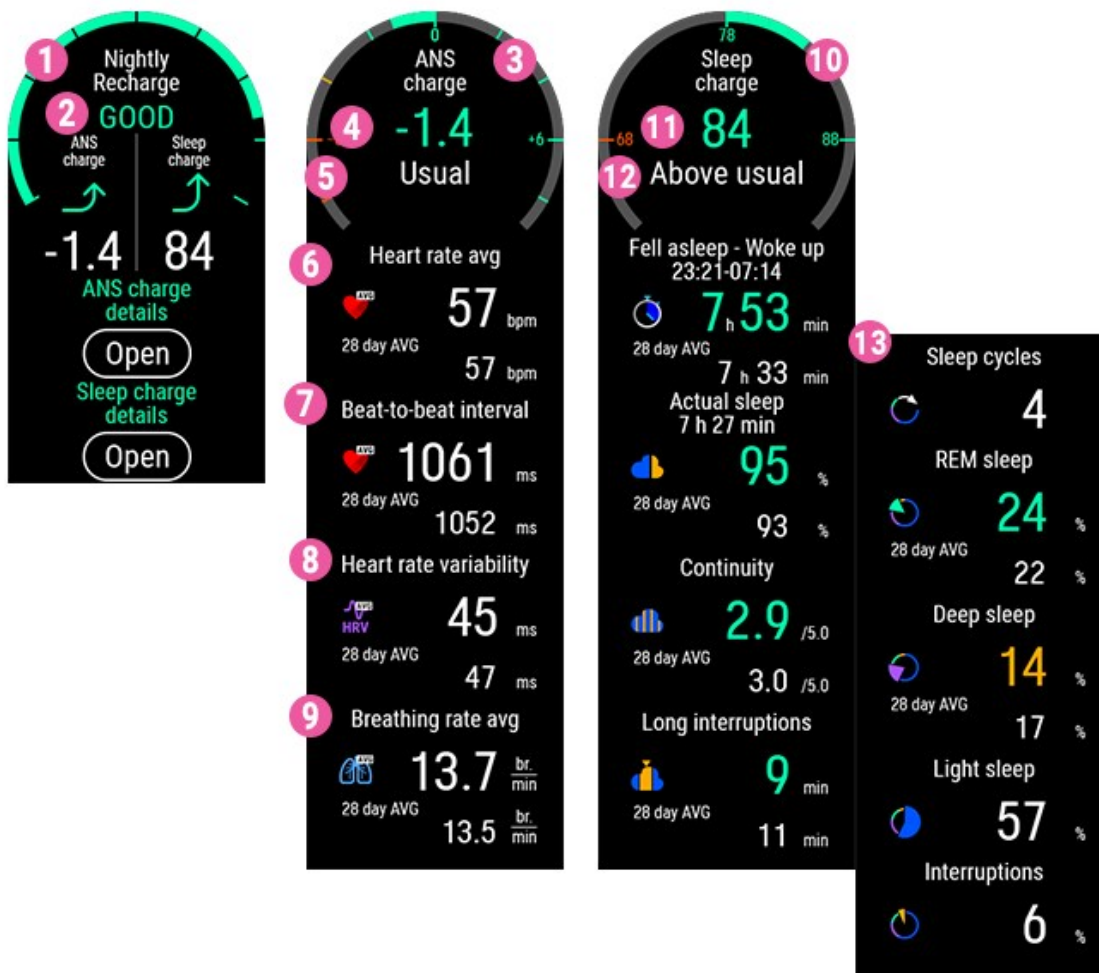 1
Nightly
Recharge
2
GOOD
ANS
charge
Sleep
charge
-1.4
84
ANS charge
details
Open
Sleep charge
details
Open
0
ANS
charge
3
4
-1.4
+6
5
Usual
6
Heart rate avg
AVG
57 bpm
28 day AVG
57 bpm
7
Beat-to-beat interval
AVG
1061 ms
28 day AVG
1052 ms
8
Heart rate variability
AVG
HRV
45 ms
28 day AVG
47 ms
9
Breathing rate avg
AVG
13.7 br.
min
28 day AVG
13.5 br.
min
78
Sleep
charge
10
68
11
84
88
12
Above usual
Fell asleep - Woke up
23:21-07:14
7 h 53 min
28 day AVG
7 h 33 min
Actual sleep
7 h 27 min
95 %
28 day AVG
93 %
Continuity
2.9 /5.0
28 day AVG
3.0 /5.0
Long interruptions
9 min
28 day AVG
11 min
13
Sleep cycles
4
REM sleep
24 %
28 day AVG
22 %
Deep sleep
14 %
28 day AVG
17 %
Light sleep
57 %
Interruptions
6 %